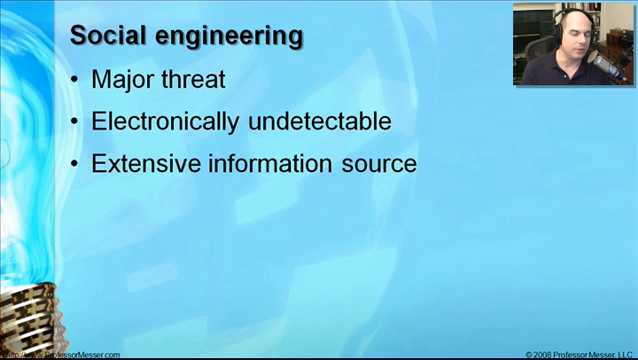 Social engineering
• Major threat
• Electronically undetectable
• Extensive information source
http://www.ProfessorMesser.com
© 2008 Professor Messer, LLC